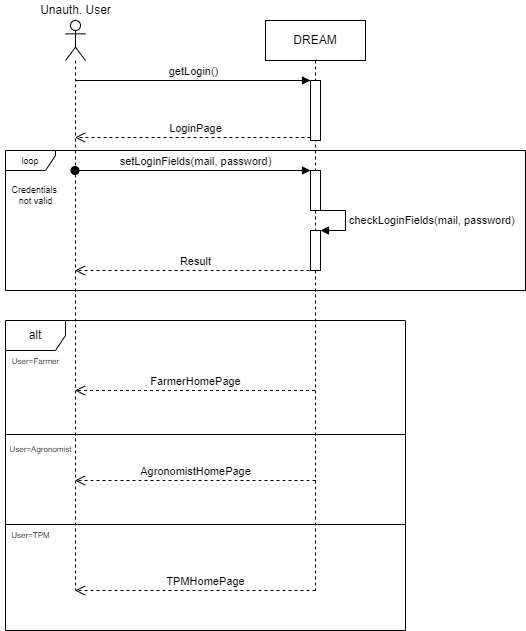 Unauth. User
DREAM
getLogin()
LoginPage
loop
setLoginFields(mail, password)
Credentials
not valid
checkLoginFields(mail, password)
Result
alt
User=Farmer
FarmerHomePage
User=Agronomist
AgronomistHomePage
User=TPM
TPMHomePage